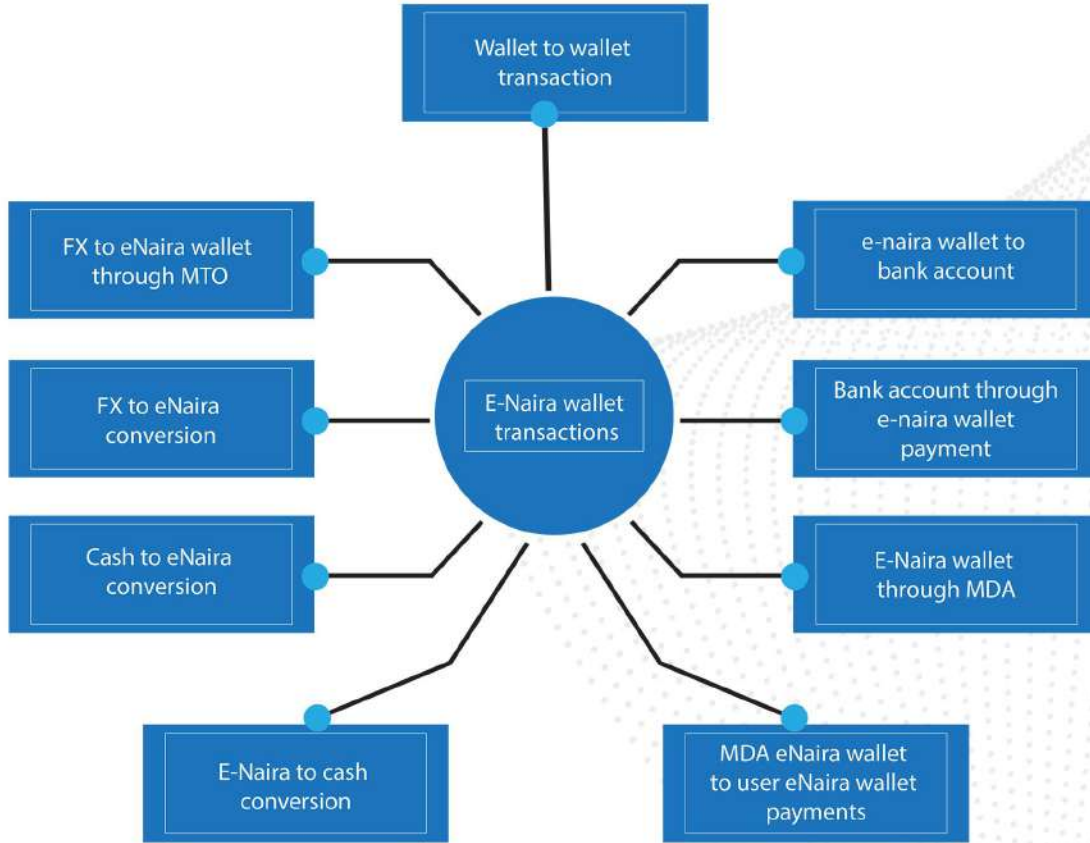 Wallet to wallet
transaction
FX to eNaira wallet
through MTO
e-naira wallet to
bank account
FX to eNaira
conversion
E-Naira wallet
transactions
Bank account through
e-naira wallet
payment
Cash to eNaira
conversion
E-Naira wallet
through MDA
E-Naira to cash
conversion
MDA eNaira wallet
to user eNaira wallet
payments